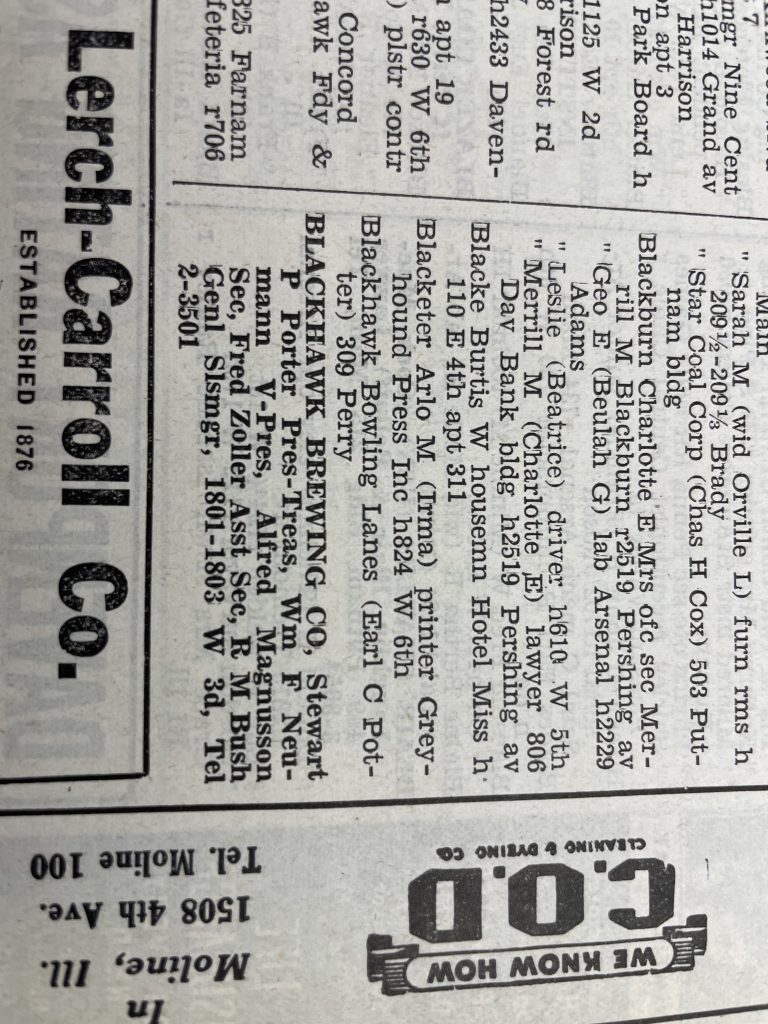 7
mgr Nine Cent
h1014 Grand av
Harrison
on apt 3
Park Board h
1125 W 2d
rison
8 Forest rd
h2433 Daven-
apt 19
r630 W 6th
) plstr contr
Concord
awk Fdy &
325 Farnam
feteria r706
Main
" Sarah M (wid Orville L) furn rms h
209½-209⅓ Brady
" Star Coal Corp (Chas H Cox) 503 Put-
nam bldg
Blackburn Charlotte E Mrs ofc sec Mer-
rill M Blackburn r2519 Pershing av
" Geo E (Beulah G) lab Arsenal h2229
Adams
" Leslie (Beatrice) driver h610 W 5th
" Merrill M (Charlotte E) lawyer 806
Dav Bank bldg h2519 Pershing av
Blacke Burtis W housemn Hotel Miss h
110 E 4th apt 311
Blacketer Arlo M (Irma) printer Grey-
hound Press Inc h824 W 6th
Blackhawk Bowling Lanes (Earl C Pot-
ter) 309 Perry
BLACKHAWK BREWING CO, Stewart
P Porter Pres-Treas, Wm F Neu-
mann V-Pres, Alfred Magnusson
Sec, Fred Zoller Asst Sec, R M Bush
Genl Slsmgr, 1801-1803 W 3d, Tel
2-3501
Lerch-Carroll Co.
ESTABLISHED 1876
WE KNOW HOW
C.O.D
CLEANING & DYEING CO.
In
Moline, Ill.
1508 4th Ave.
Tel. Moline 100